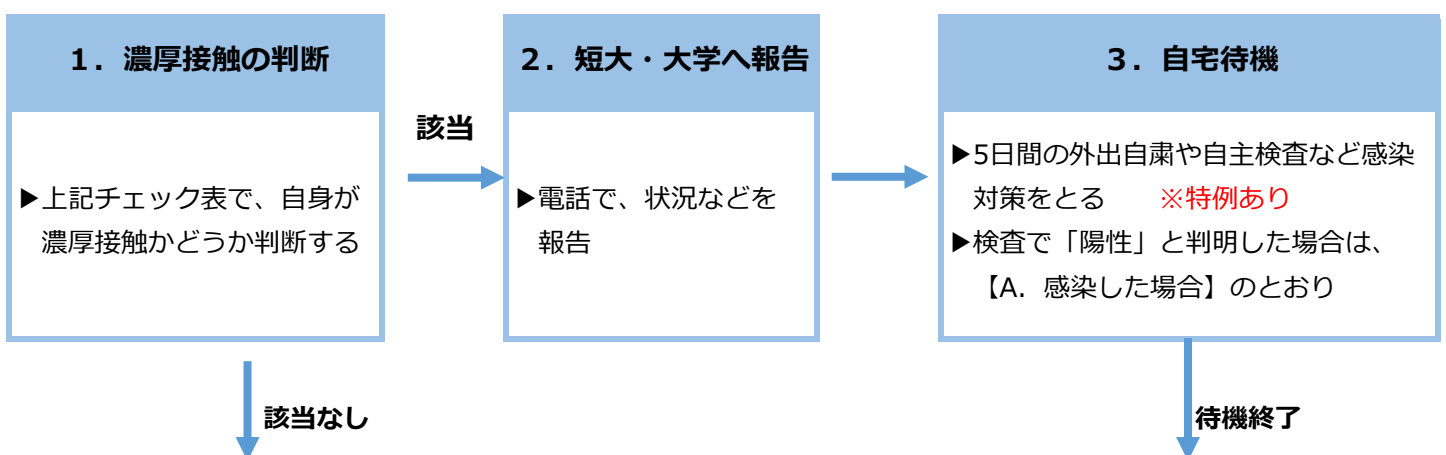 1．濃厚接触の判断
▶上記チェック表で、自身が
濃厚接触かどうか判断する
該当
2．短大・大学へ報告
▶電話で、状況などを
報告
3．自宅待機
▶5日間の外出自粛や自主検査など感染
対策をとる　　※特例あり
▶検査で「陽性」と判明した場合は、
【A．感染した場合】のとおり
該当なし
待機終了